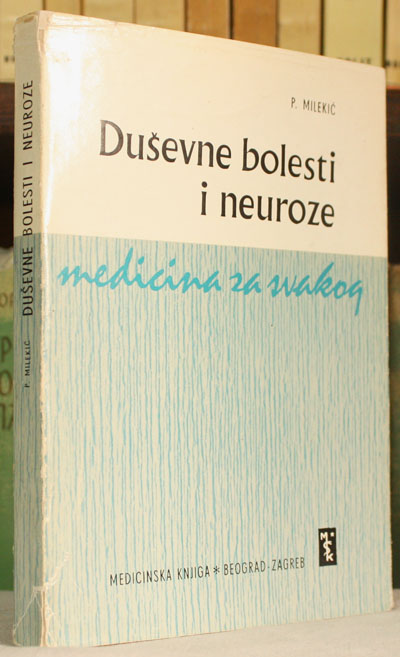 P. MILEKIĆ
Duševne bolesti
i neuroze
medicina za svakog
MEDICINSKA KNJIGA * BEOGRAD-ZAGREB
M
K
P. MILEKIĆ DUŠEVNE BOLESTI I NEUROZE